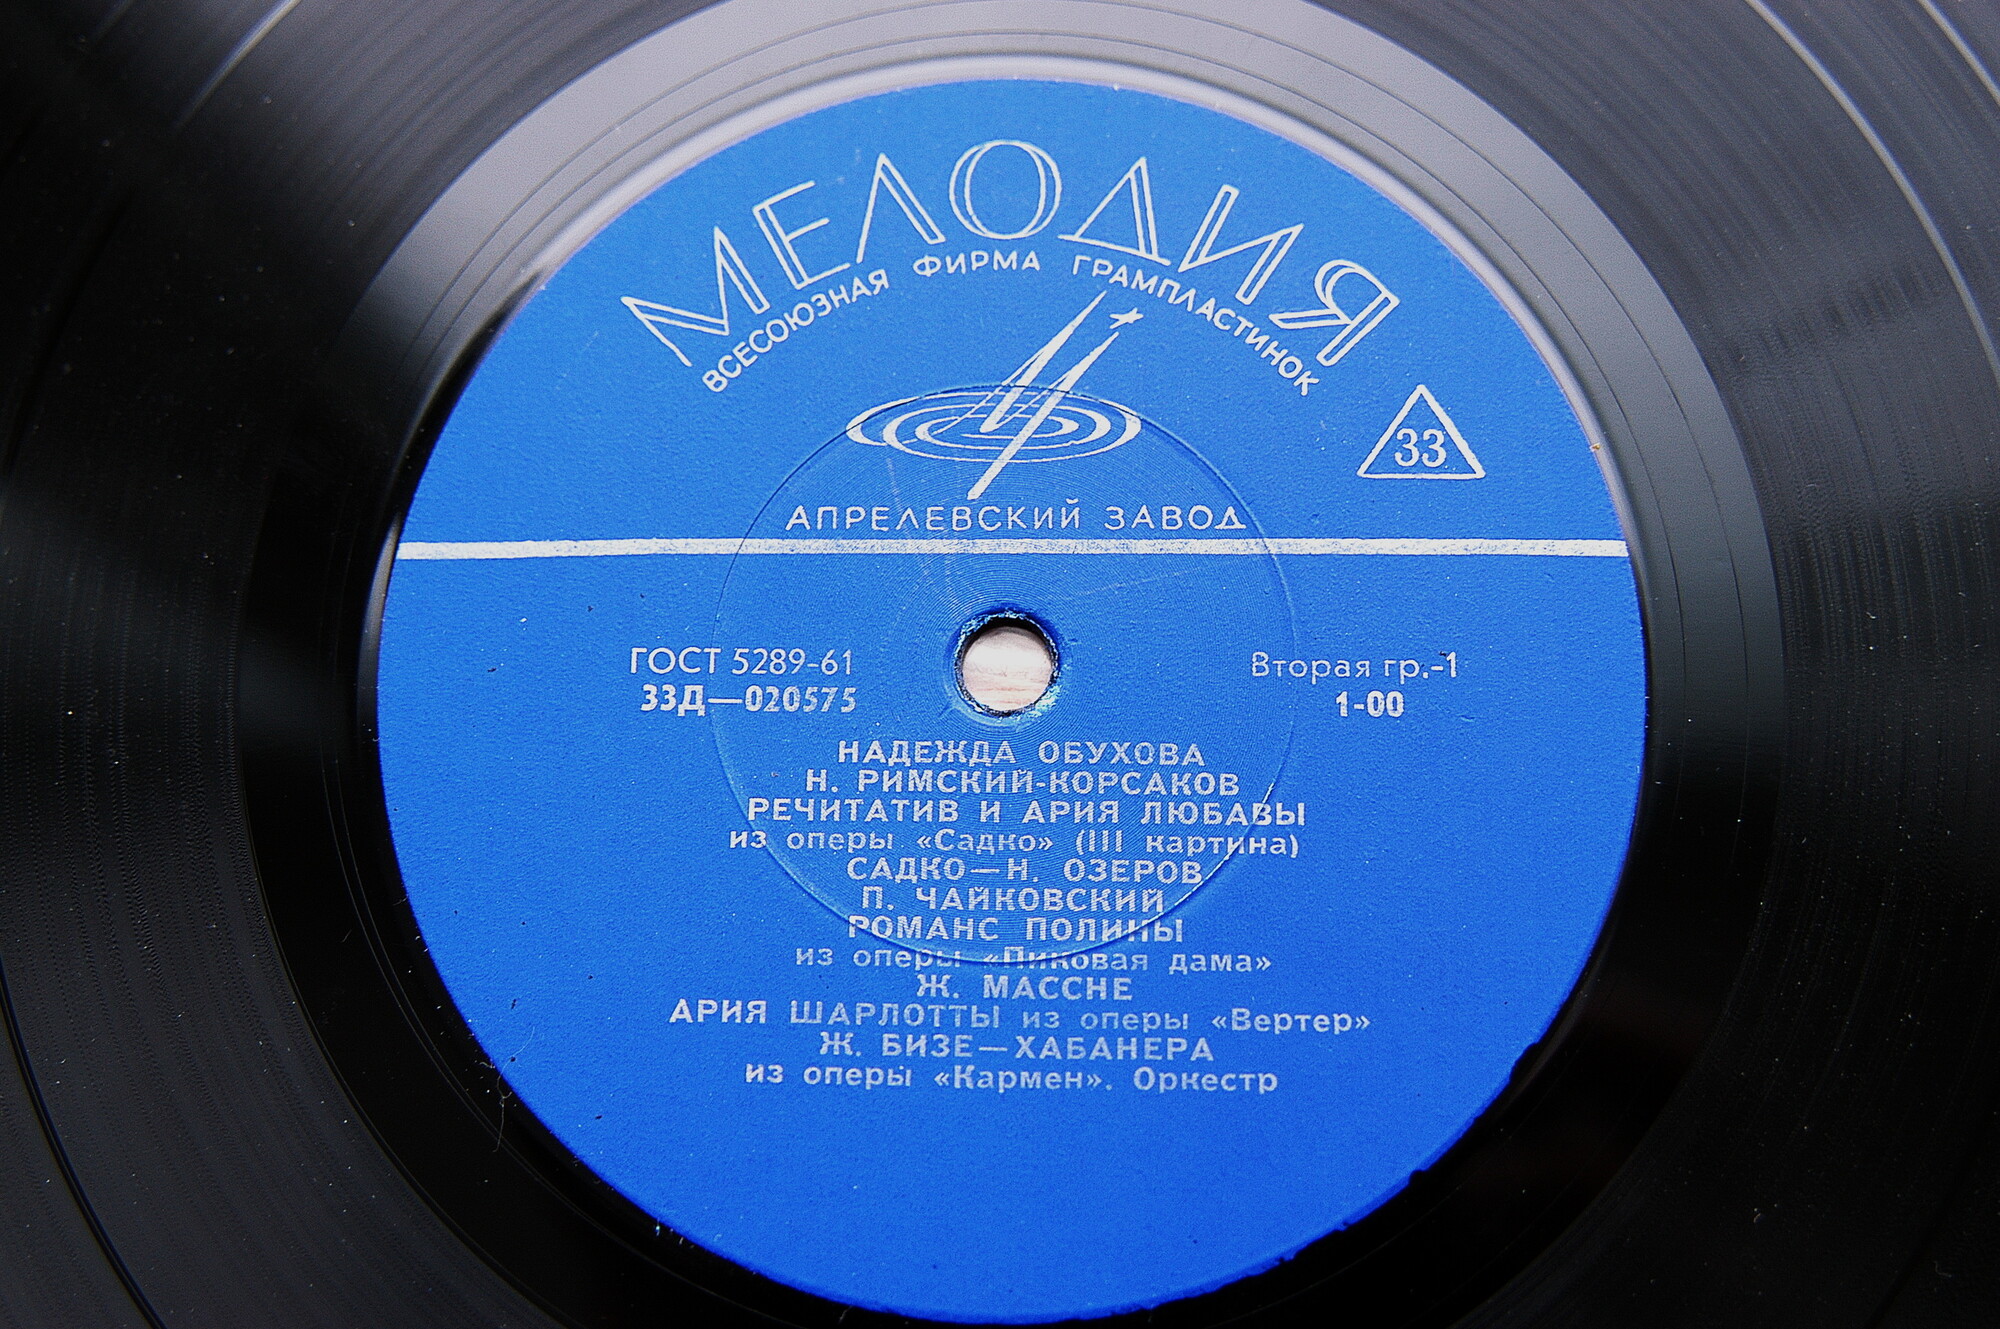 МЕЛОДИЯ
ВСЕСОЮЗНАЯ ФИРМА ГРАМПЛАСТИНОК
33
АПРЕЛЕВСКИЙ ЗАВОД
ГОСТ 5289-61
33Д—020575
Вторая гр.-1
1-00
НАДЕЖДА ОБУХОВА
Н. РИМСКИЙ-КОРСАКОВ
РЕЧИТАТИВ И АРИЯ ЛЮБАВЫ
из оперы «Садко» (III картина)
САДКО—Н. ОЗЕРОВ
П. ЧАЙКОВСКИЙ
РОМАНС ПОЛИНЫ
из оперы «Пиковая дама»
Ж. МАССНЕ
АРИЯ ШАРЛОТТЫ из оперы «Вертер»
Ж. БИЗЕ—ХАБАНЕРА
из оперы «Кармен». Оркестр